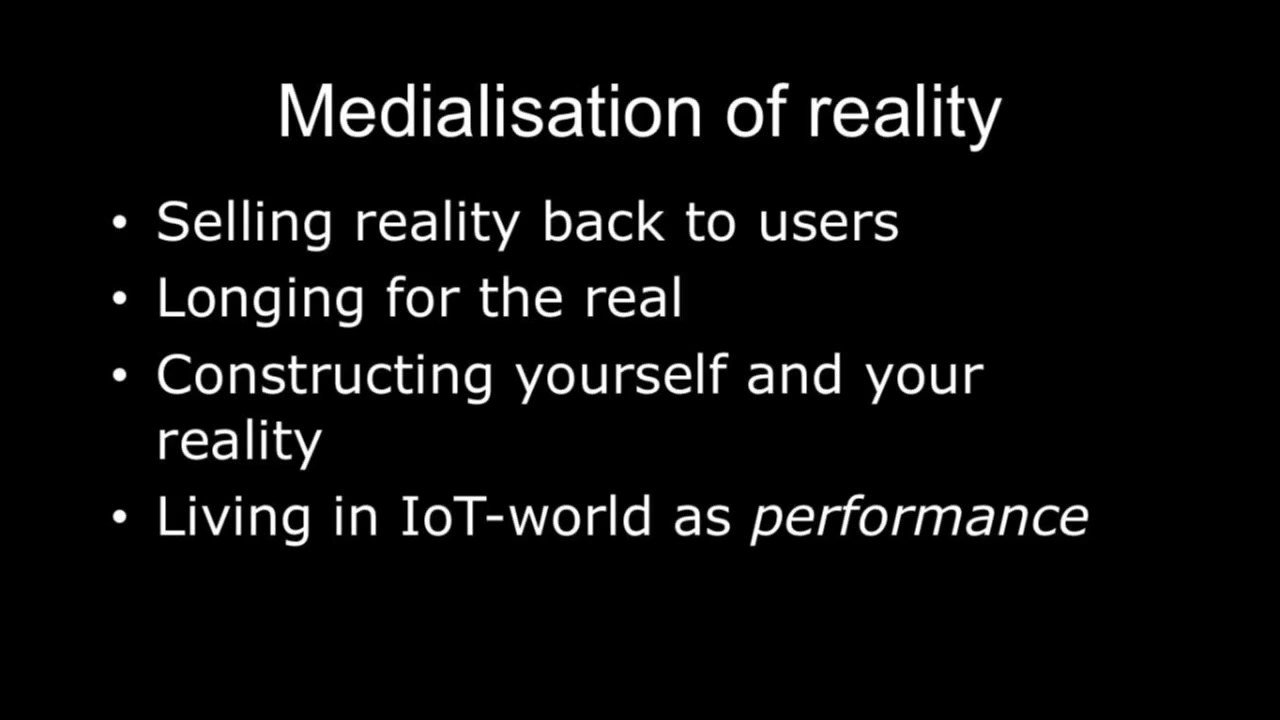 Medialisation of reality
• Selling reality back to users
• Longing for the real
• Constructing yourself and your
reality
• Living in IoT-world as performance